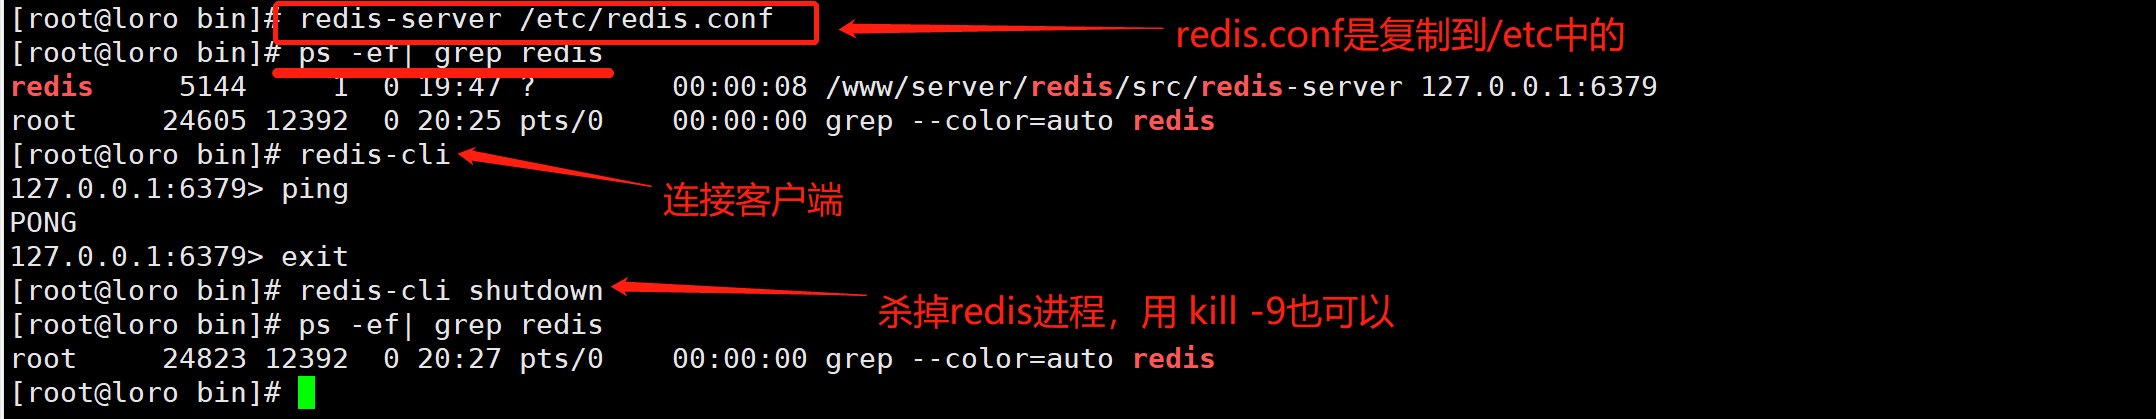 [root@loro bin]# redis-server /etc/redis.conf
redis.conf是复制到/etc中的
[root@loro bin]# ps -ef| grep redis
redis     5144     1  0 19:47 ?        00:00:08 /www/server/redis/src/redis-server 127.0.0.1:6379
root     24605 12392  0 20:25 pts/0    00:00:00 grep --color=auto redis
[root@loro bin]# redis-cli
127.0.0.1:6379> ping
连接客户端
PONG
127.0.0.1:6379> exit
[root@loro bin]# redis-cli shutdown
杀掉redis进程，用 kill -9也可以
[root@loro bin]# ps -ef| grep redis
root     24823 12392  0 20:27 pts/0    00:00:00 grep --color=auto redis
[root@loro bin]#